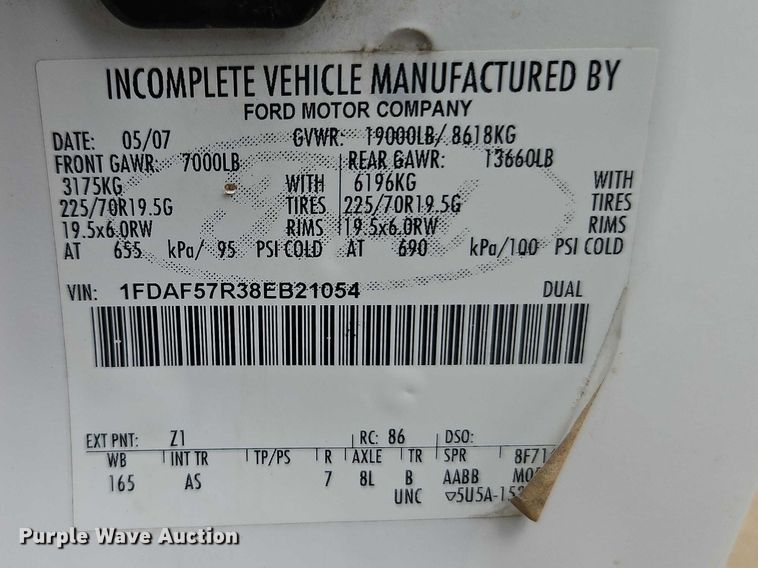 INCOMPLETE VEHICLE MANUFACTURED BY
FORD MOTOR COMPANY
DATE: 05/07 GVWR: 19000LB/ 8618KG
FRONT GAWR: 7000LB REAR GAWR: 13660LB
3175KG WITH 6196KG WITH
225/70R19.5G TIRES 225/70R19.5G TIRES
19.5x6.0RW RIMS 19.5x6.0RW RIMS
AT 655 kPa/ 95 PSI COLD AT 690 kPa/100 PSI COLD
VIN: 1FDAF57R38EB21054 DUAL
EXT PNT: Z1 RC: 86 DSO:
WB INT TR TP/PS R AXLE TR SPR
165 AS 7 8L B AABB
UNC
Purple Wave Auction